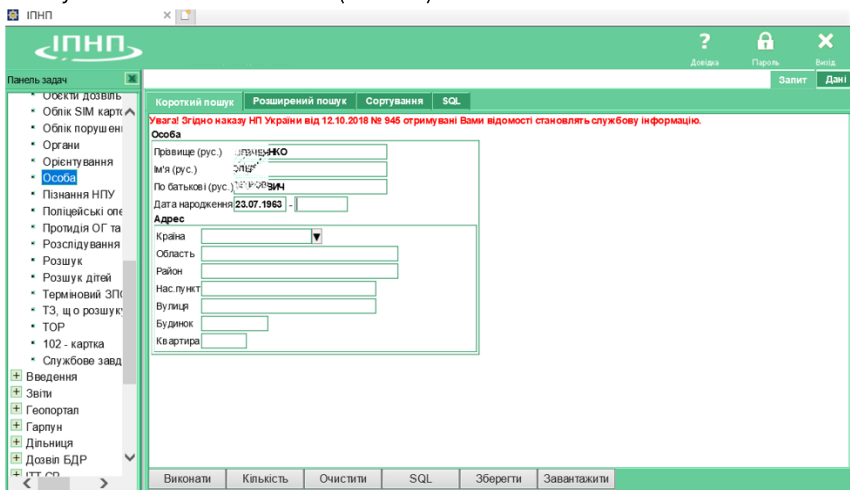 ІПНП
ІПНП
Довідка
Пароль
Вихід
Панель задач
Запит
Дані
Короткий пошук
Розширений пошук
Сортування
SQL
Увага! Згідно наказу НП України від 12.10.2018 № 945 отримувані Вами відомості становлять службову інформацію.
Обєкти дозвіль
Облік SIM карто
Облік порушен
Органи
Орієнтування
Особа
Пізнання НПУ
Поліцейські опе
Протидія ОГ та
Розслідування
Розшук
Розшук дітей
Терміновий ЗП
ТЗ, що розшуку
ТОР
102 - картка
Службове завд
Введення
Звіти
Геопортал
Гарпун
Дільниця
Дозвіл БДР
Особа
Прівище (рус.)
Ім'я (рус.)
По батькові (рус.)
Дата народження 23.07.1963 -
Адрес
Країна
Область
Район
Нас.пункт
Вулиця
Будинок
Квартира
Виконати
Кількість
Очистити
SQL
Зберегти
Завантажити